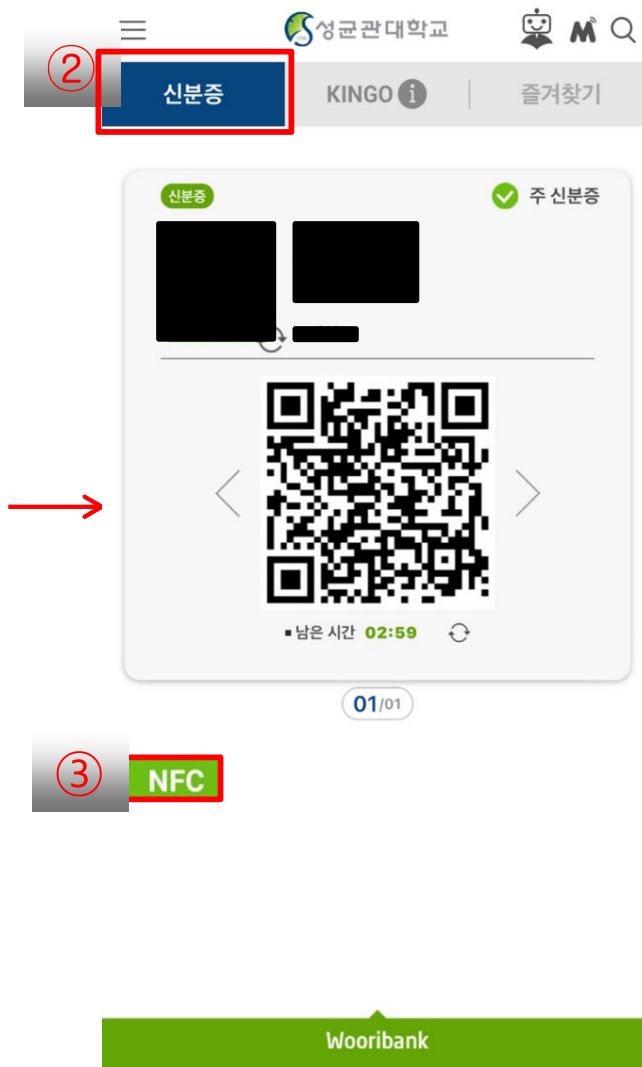 성균관대학교
②
신분증
KINGO i
즐겨찾기
신분증
주 신분증
남은 시간 02:59
01/01
③
NFC
Wooribank